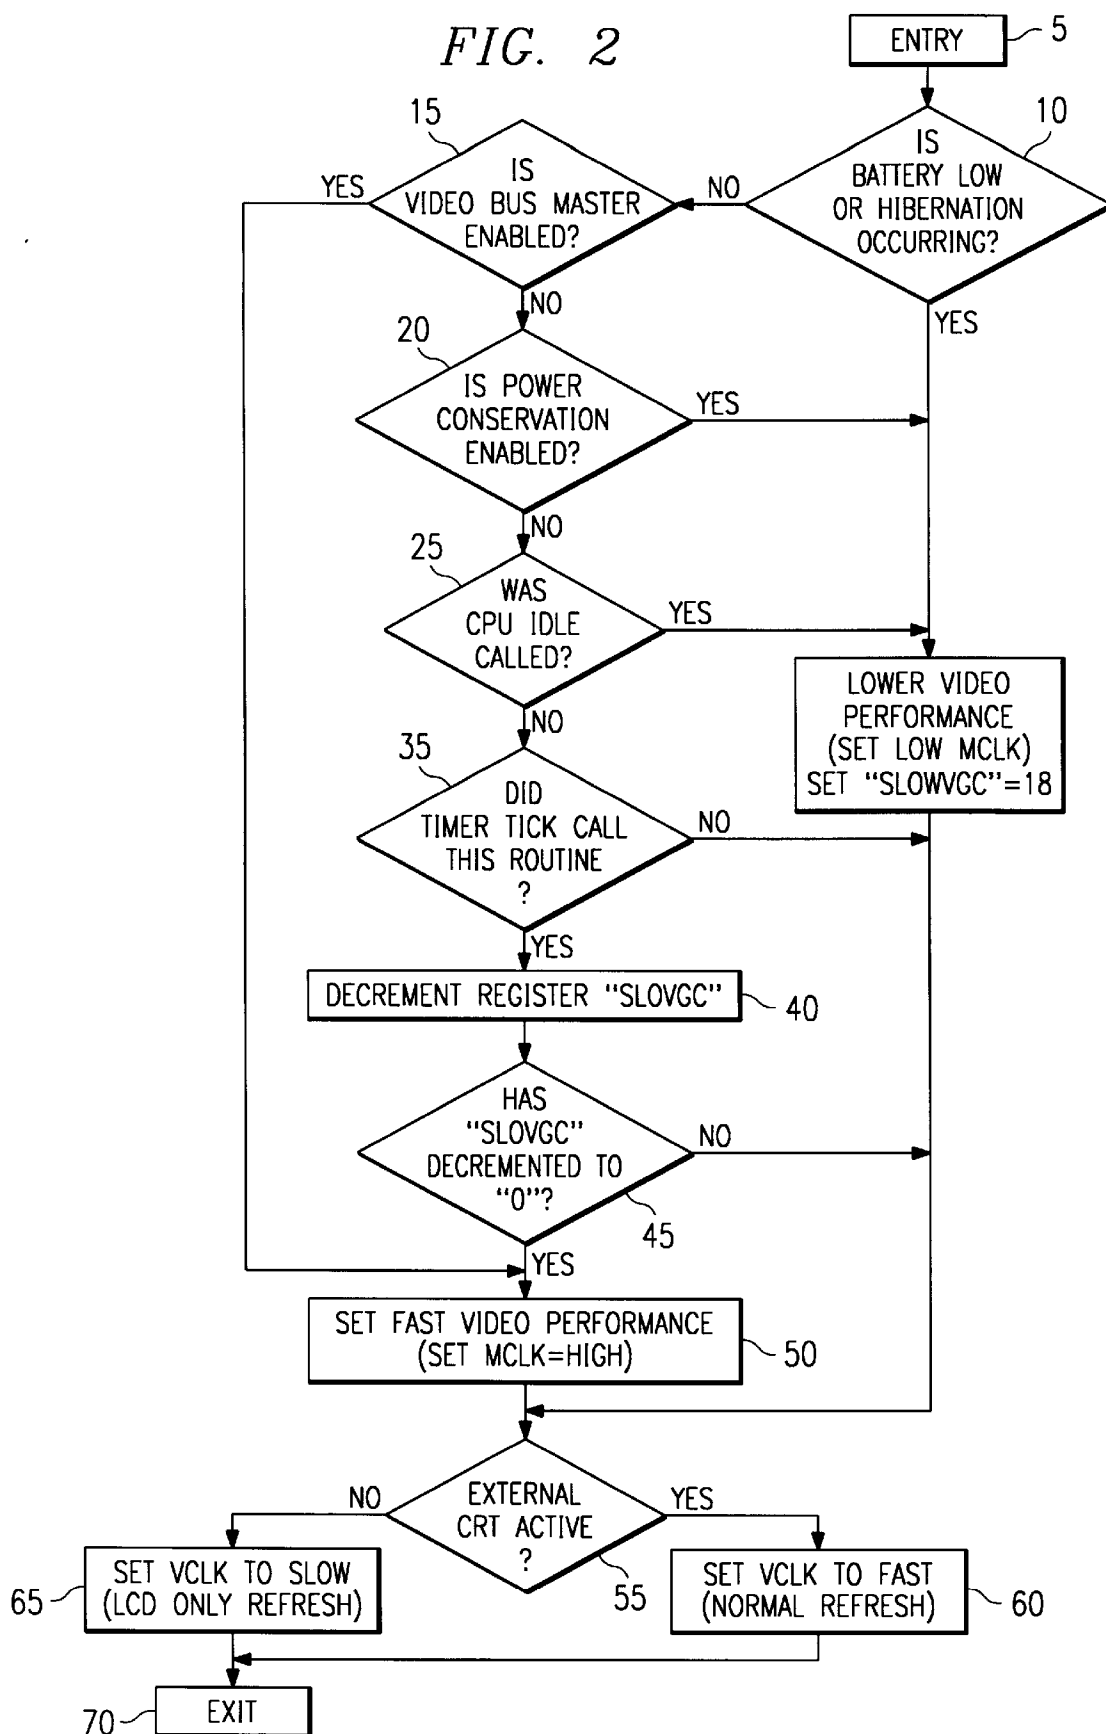 FIG. 2
ENTRY
5
10
IS
BATTERY LOW
OR HIBERNATION
OCCURRING?
NO
YES
15
IS
VIDEO BUS MASTER
ENABLED?
YES
NO
20
IS POWER
CONSERVATION
ENABLED?
YES
NO
25
WAS
CPU IDLE
CALLED?
YES
NO
LOWER VIDEO
PERFORMANCE
(SET LOW MCLK)
SET "SLOWVGC"=18
35
DID
TIMER TICK CALL
THIS ROUTINE
?
NO
YES
DECREMENT REGISTER "SLOVGC"
40
HAS
"SLOVGC"
DECREMENTED TO
"0"?
NO
45
YES
SET FAST VIDEO PERFORMANCE
(SET MCLK=HIGH)
50
EXTERNAL
CRT ACTIVE
?
NO
YES
55
SET VCLK TO SLOW
(LCD ONLY REFRESH)
65
SET VCLK TO FAST
(NORMAL REFRESH)
60
EXIT
70